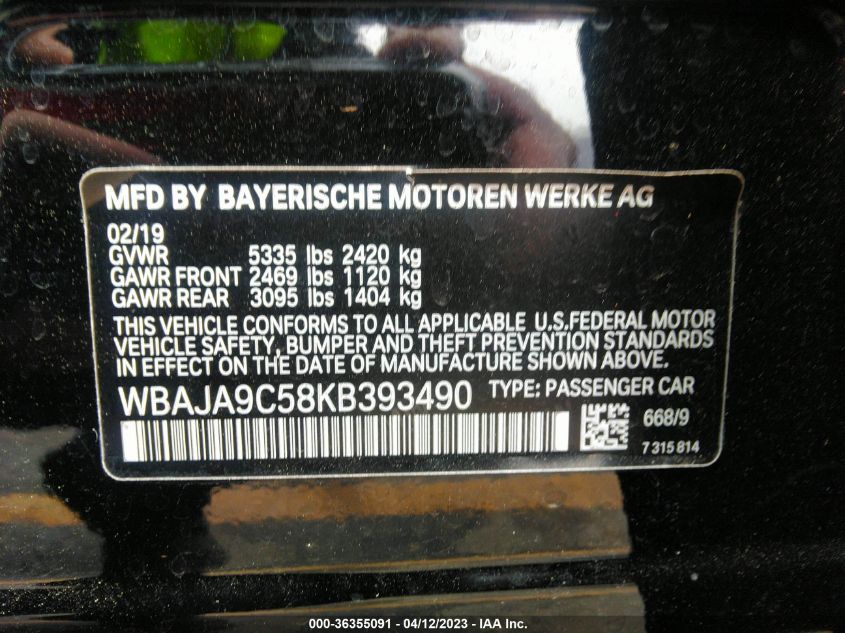 MFD BY BAYERISCHE MOTOREN WERKE AG
02/19
GVWR 5335 lbs 2420 kg
GAWR FRONT 2469 lbs 1120 kg
GAWR REAR 3095 lbs 1404 kg
THIS VEHICLE CONFORMS TO ALL APPLICABLE U.S.FEDERAL MOTOR
VEHICLE SAFETY, BUMPER AND THEFT PREVENTION STANDARDS
IN EFFECT ON THE DATE OF MANUFACTURE SHOWN ABOVE.
WBAJA9C58KB393490 TYPE: PASSENGER CAR
668/9
7 315 814
000-36355091 - 04/12/2023 - IAA Inc.